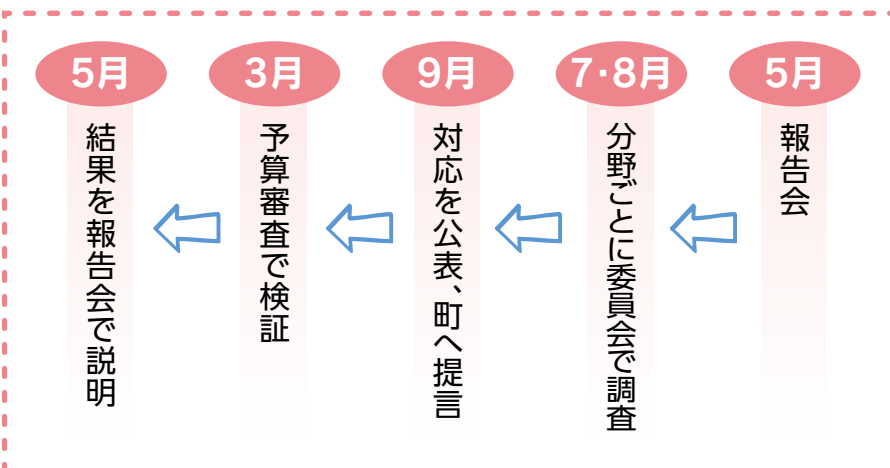 5月
報告会
7・8月
分野ごとに委員会で調査
9月
対応を公表、町へ提言
3月
予算審査で検証
5月
結果を報告会で説明